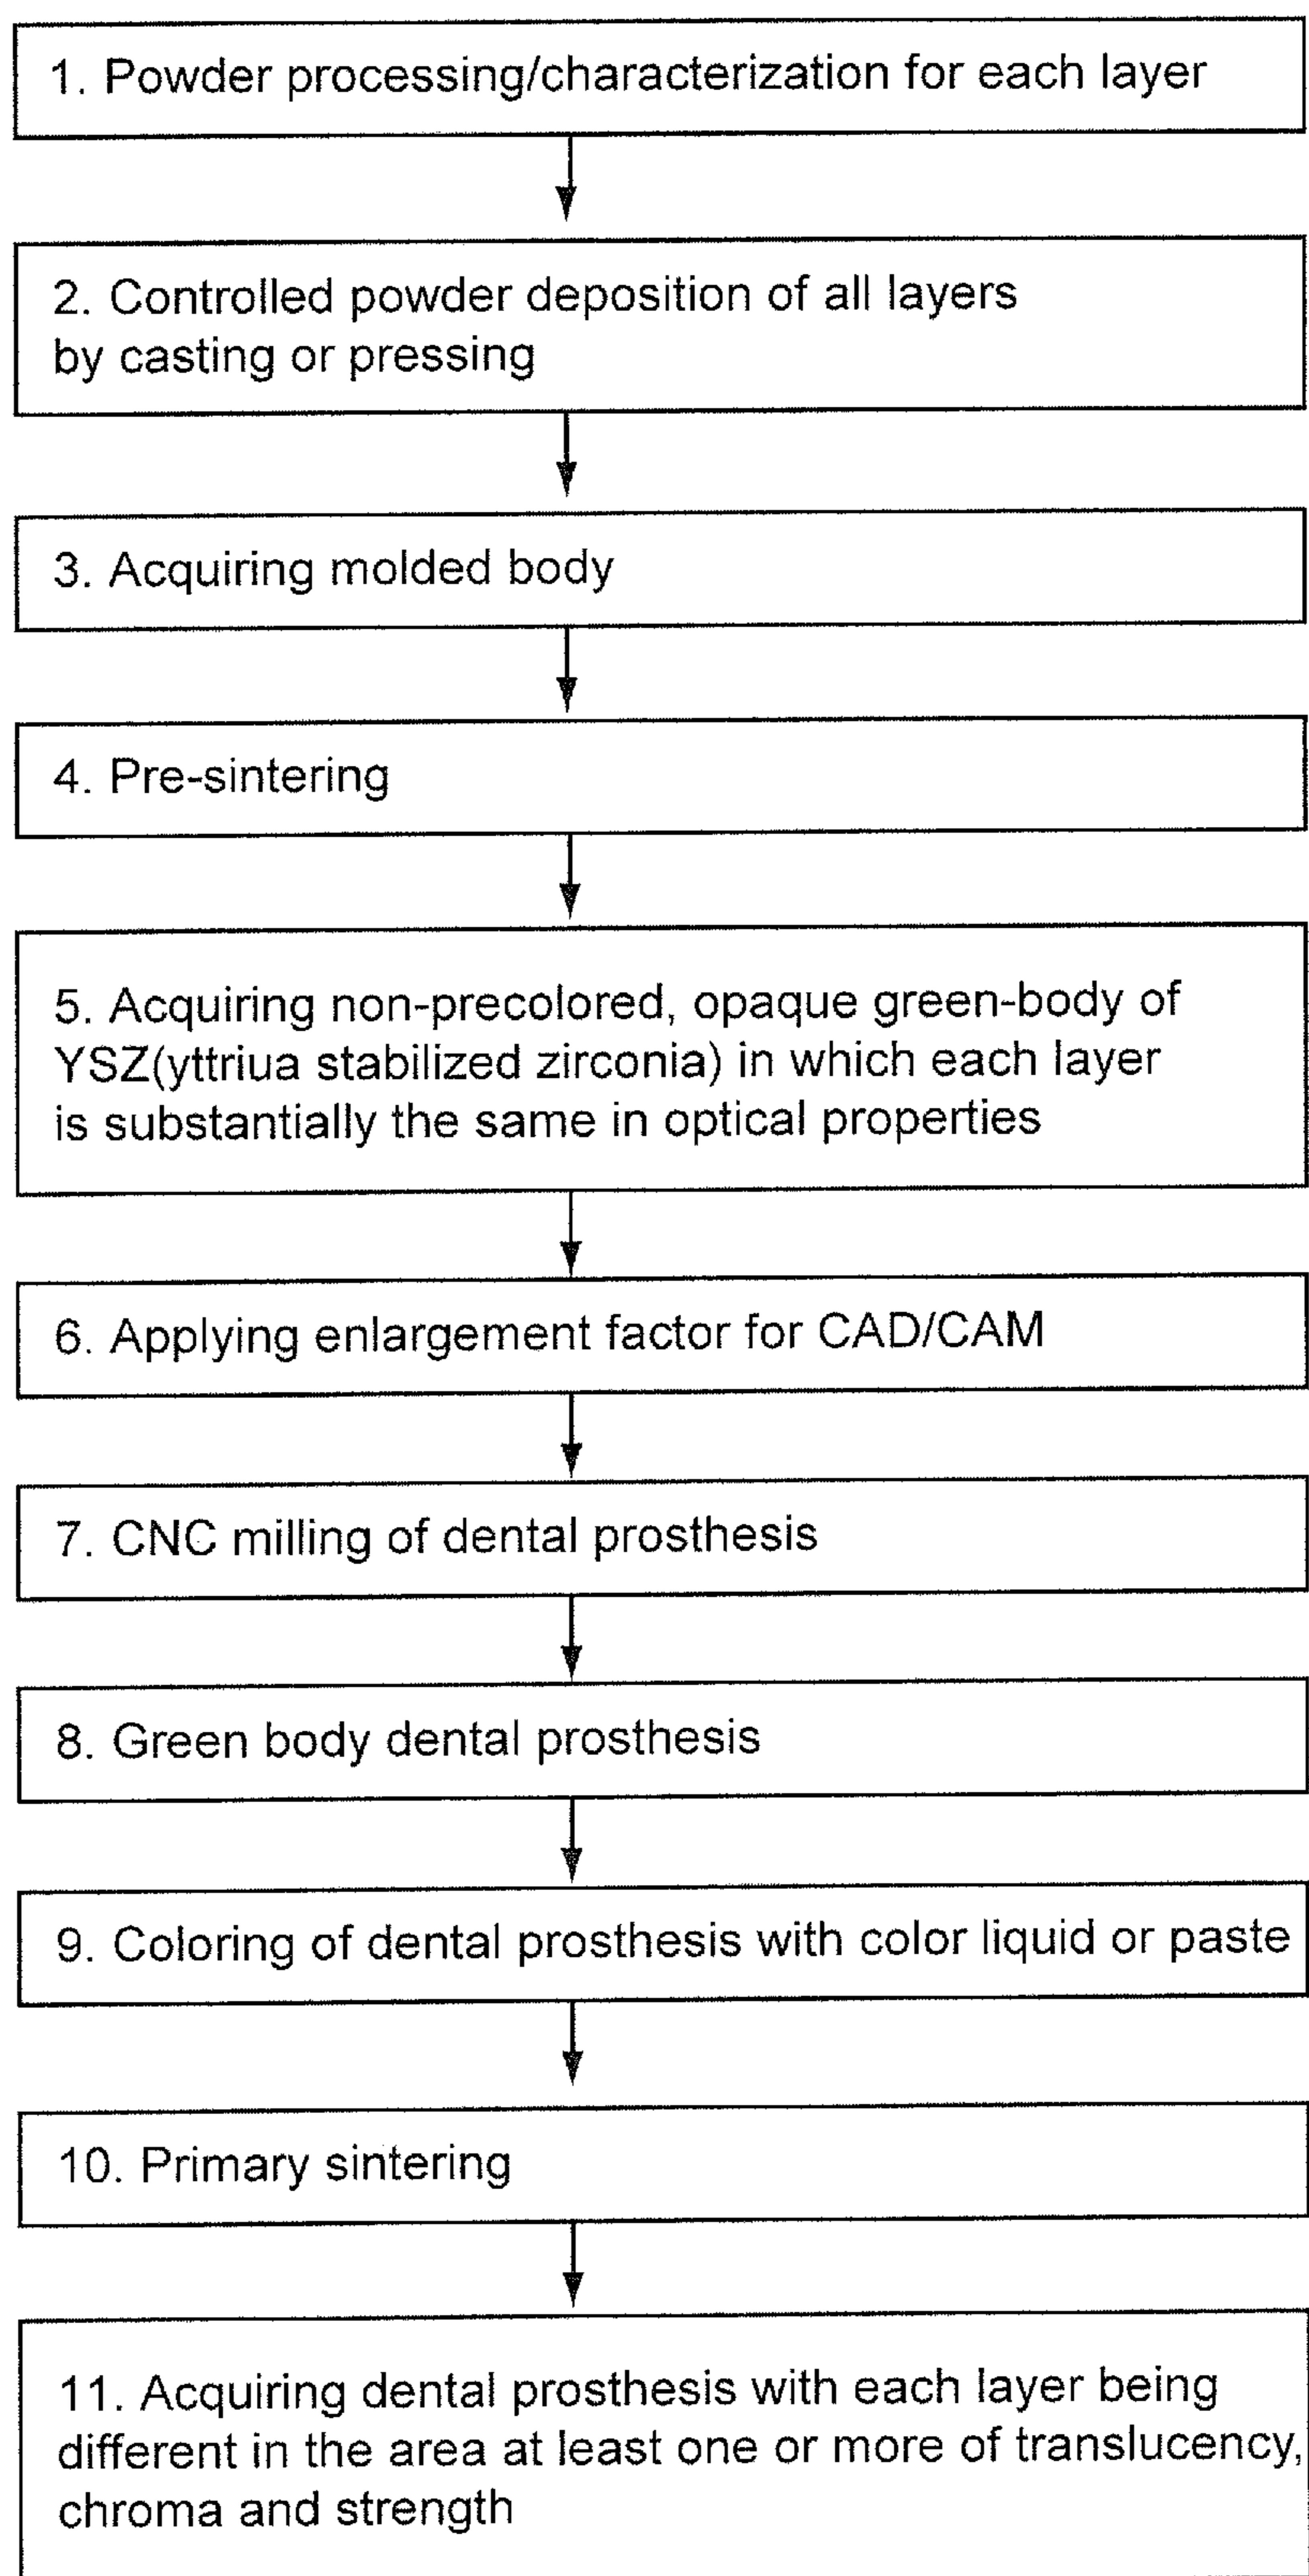 1. Powder processing/characterization for each layer
2. Controlled powder deposition of all layers
by casting or pressing
3. Acquiring molded body
4. Pre-sintering
5. Acquiring non-precolored, opaque green-body of
YSZ(yttriua stabilized zirconia) in which each layer
is substantially the same in optical properties
6. Applying enlargement factor for CAD/CAM
7. CNC milling of dental prosthesis
8. Green body dental prosthesis
9. Coloring of dental prosthesis with color liquid or paste
10. Primary sintering
11. Acquiring dental prosthesis with each layer being
different in the area at least one or more of translucency,
chroma and strength